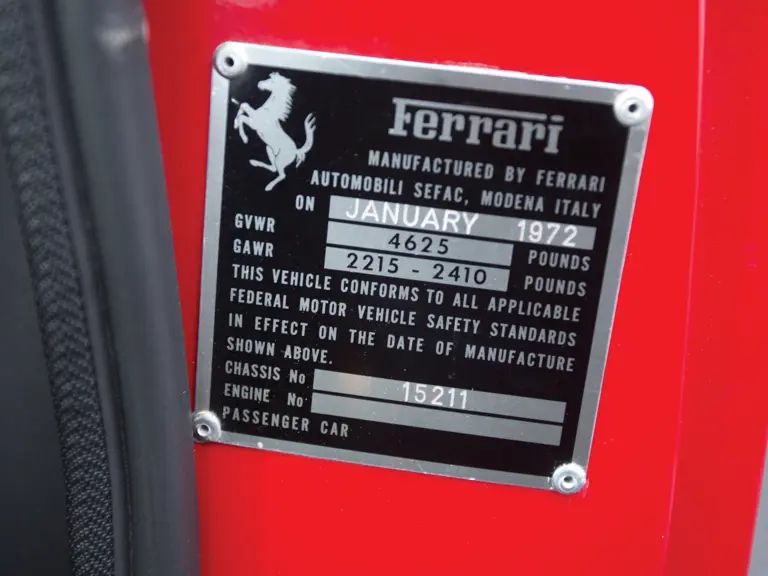 Ferrari
MANUFACTURED BY FERRARI
AUTOMOBILI SEFAC, MODENA ITALY
ON JANUARY 1972
GVWR 4625 POUNDS
GAWR 2215 - 2410 POUNDS
THIS VEHICLE CONFORMS TO ALL APPLICABLE
FEDERAL MOTOR VEHICLE SAFETY STANDARDS
IN EFFECT ON THE DATE OF MANUFACTURE
SHOWN ABOVE.
CHASSIS No 15211
ENGINE No
PASSENGER CAR